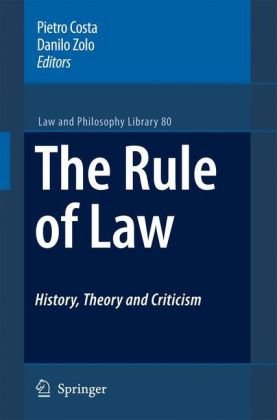 Pietro Costa
Danilo Zolo
Editors
Law and Philosophy Library 80
The Rule
of Law
History, Theory and Criticism
Springer